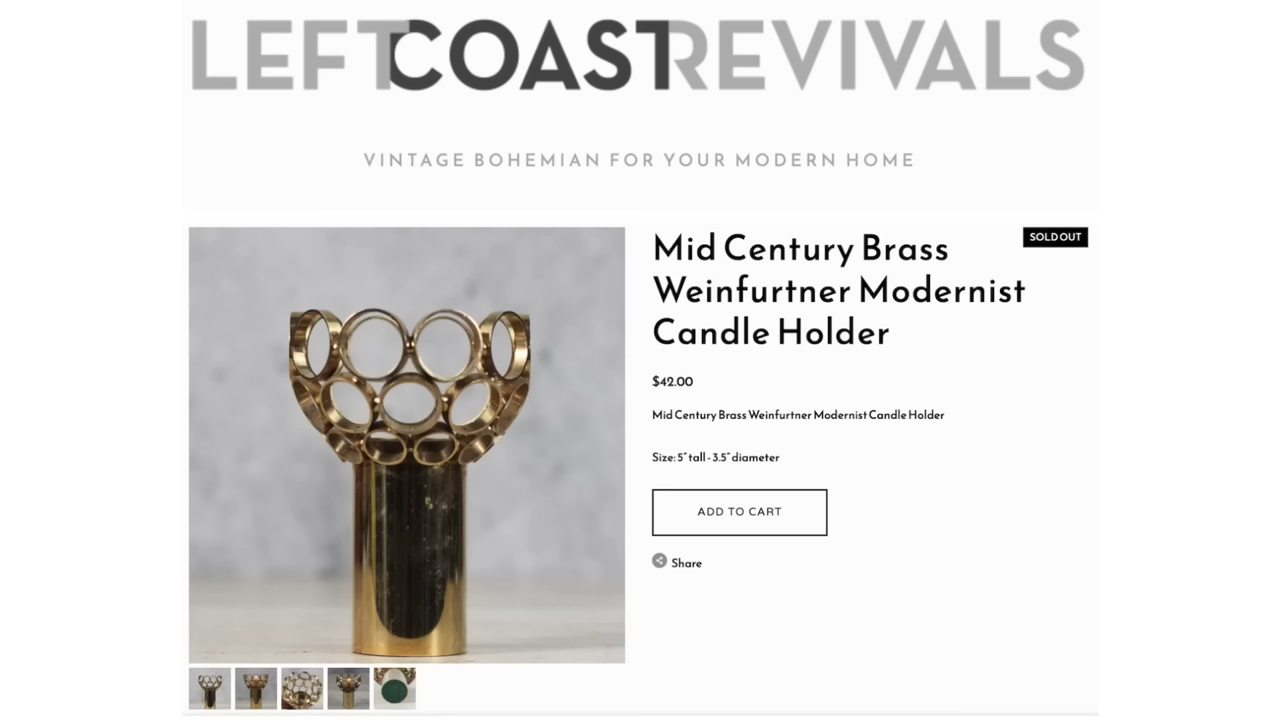 LEFTCOASTREVIVALS
VINTAGE BOHEMIAN FOR YOUR MODERN HOME
Mid Century Brass
Weinfurtner Modernist
Candle Holder
SOLD OUT
$42.00
Mid Century Brass Weinfurtner Modernist Candle Holder
Size: 5" tall - 3.5" diameter
ADD TO CART
Share